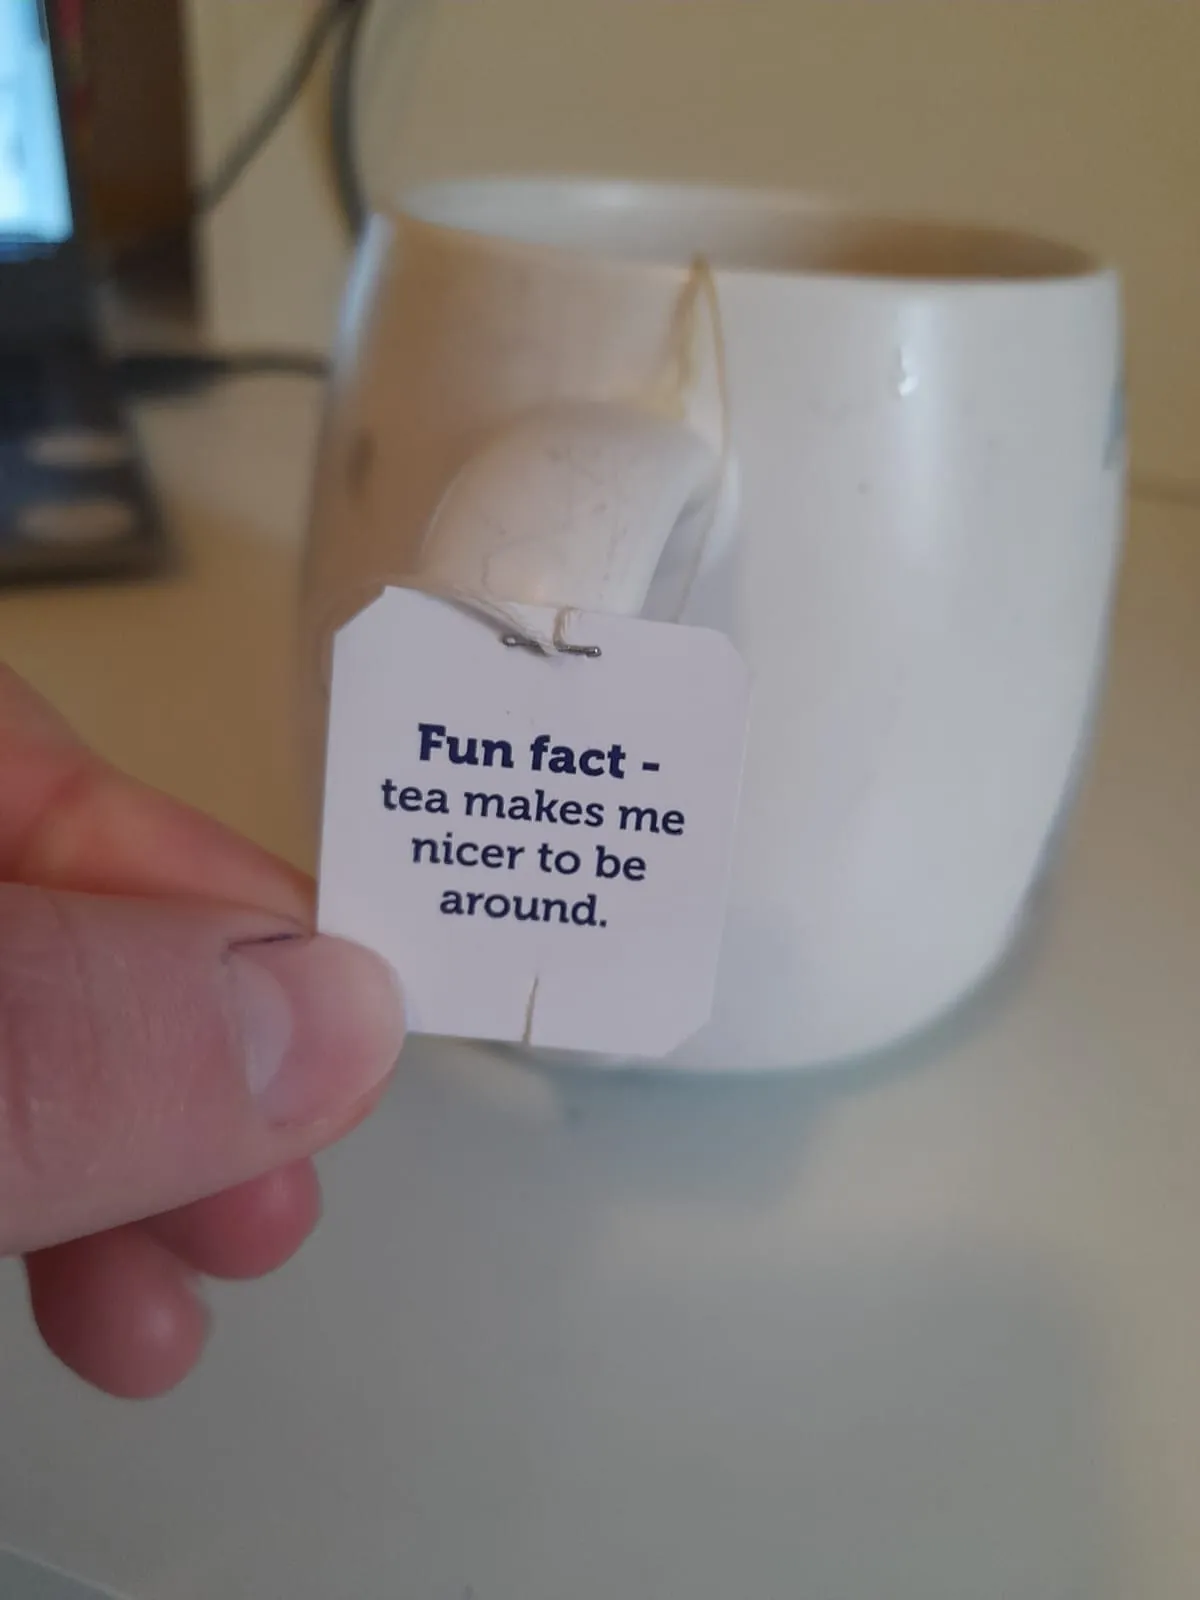 Fun fact -
tea makes me
nicer to be
around.